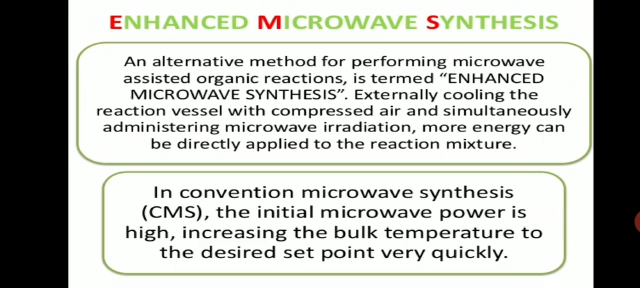 ENHANCED MICROWAVE SYNTHESIS
An alternative method for performing microwave
assisted organic reactions, is termed “ENHANCED
MICROWAVE SYNTHESIS”. Externally cooling the
reaction vessel with compressed air and simultaneously
administering microwave irradiation, more energy can
be directly applied to the reaction mixture.
In convention microwave synthesis
(CMS), the initial microwave power is
high, increasing the bulk temperature to
the desired set point very quickly.